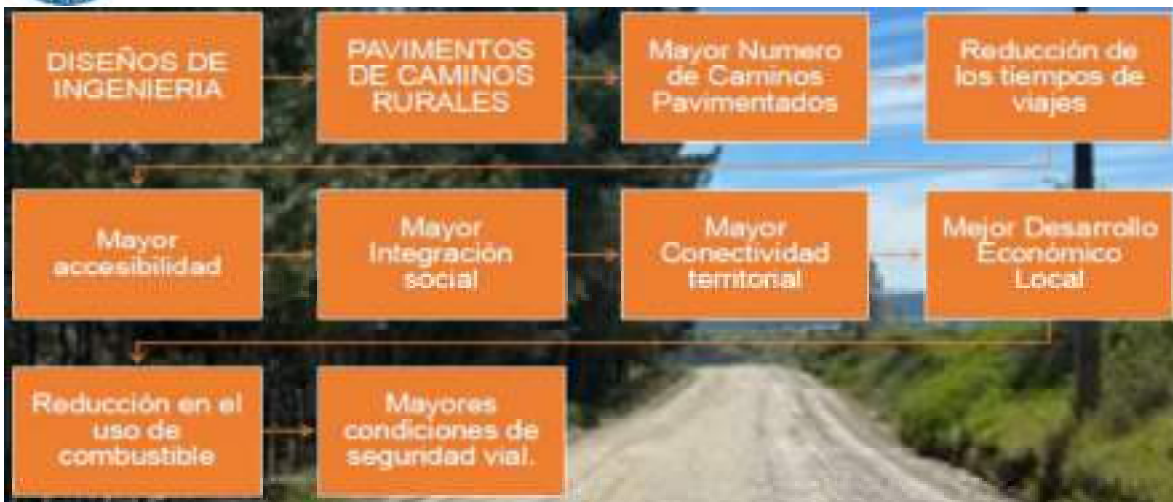 DISEÑOS DE
INGENIERIA
PAVIMENTOS
DE CAMINOS
RURALES
Mayor Numero
de Caminos
Pavimentados
Reducción de
los tiempos de
viajes
Mayor
accesibilidad
Mayor
Integración
social
Mayor
Conectividad
territorial
Mejor Desarrollo
Económico
Local
Reducción en el
uso de
combustible
Mayores
condiciones de
seguridad vial.